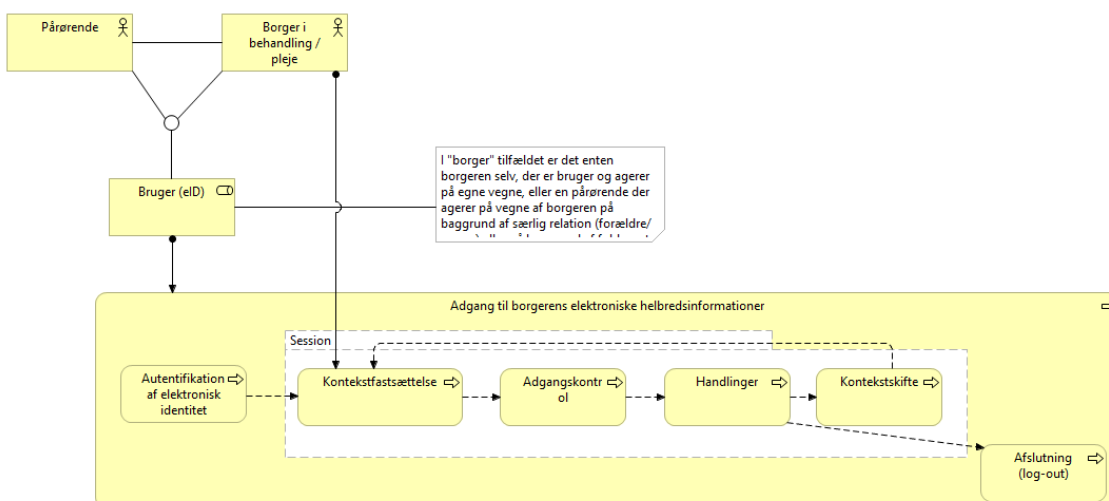 Pårørende
Borger i
behandling /
pleje
Bruger (eID)
I "borger" tilfældet er det enten
borgeren selv, der er bruger og agerer
på egne vegne, eller en pårørende der
agerer på vegne af borgeren på
baggrund af særlig relation (forældre/
Adgang til borgerens elektroniske helbredsinformationer
Session
Autentifikation
af elektronisk
identitet
Kontekstfastsættelse
Adgangskontr
ol
Handlinger
Kontekstskifte
Afslutning
(log-out)